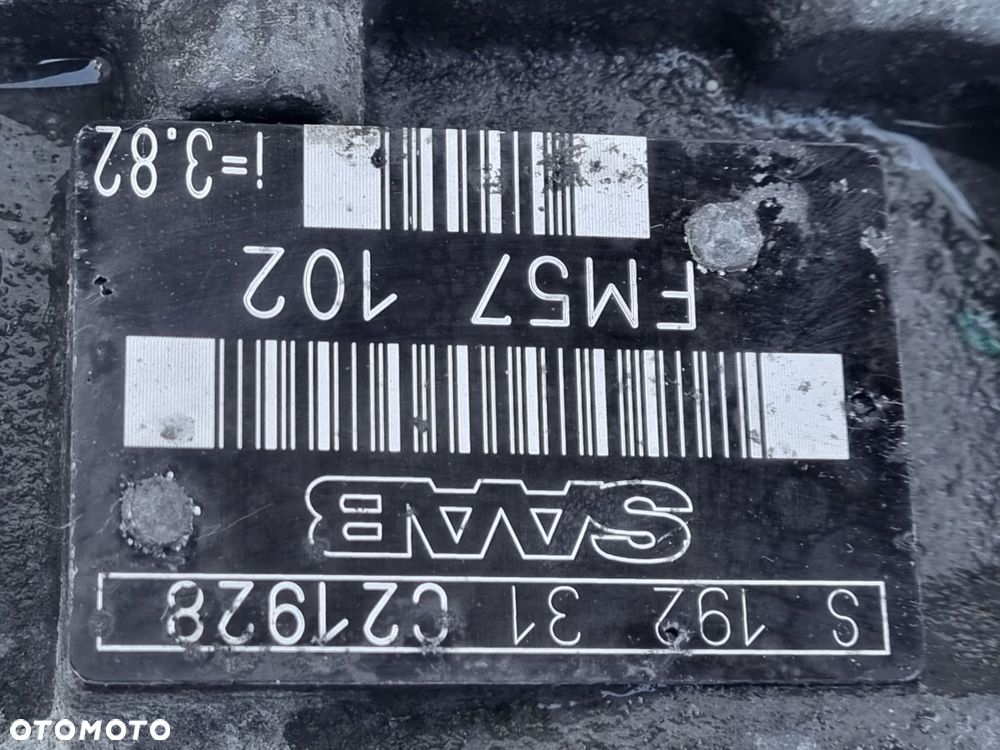 S 192 31 C21928
SAAB
FM57 102
i=3.82
OTOMOTO